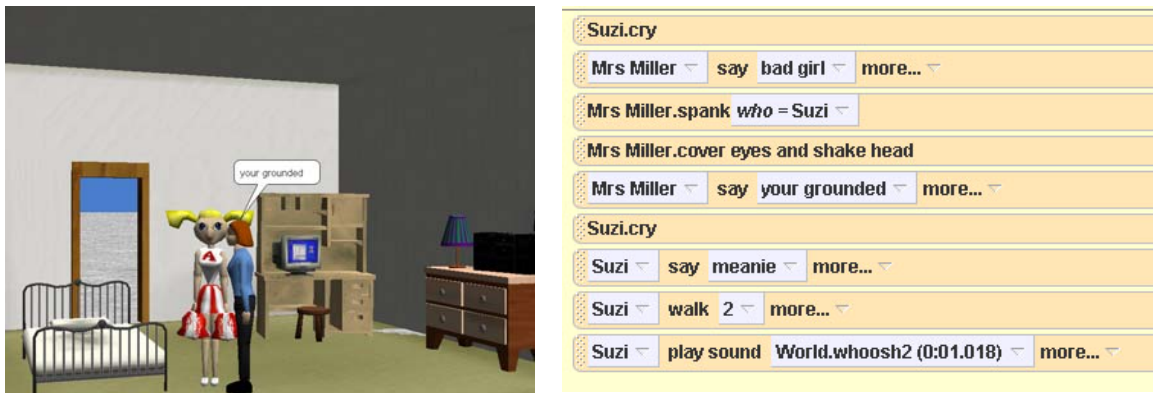 your grounded
A
Suzi.cry
Mrs Miller say bad girl more...
Mrs Miller.spank who = Suzi
Mrs Miller.cover eyes and shake head
Mrs Miller say your grounded more...
Suzi.cry
Suzi say meanie more...
Suzi walk 2 more...
Suzi play sound World.whoosh2 (0:01.018) more...